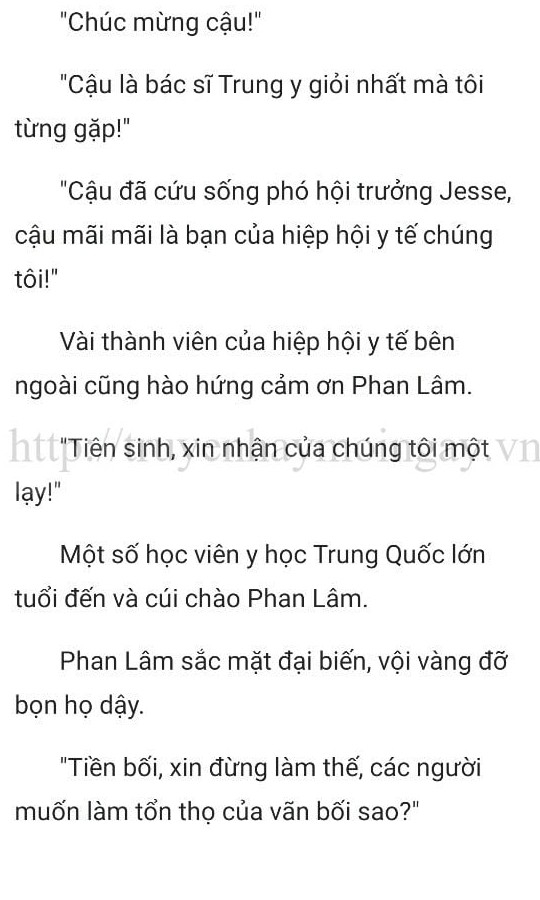 "Chúc mừng cậu!"
"Cậu là bác sĩ Trung y giỏi nhất mà tôi
từng gặp!"
"Cậu đã cứu sống phó hội trưởng Jesse,
cậu mãi mãi là bạn của hiệp hội y tế chúng
tôi!"
Vài thành viên của hiệp hội y tế bên
ngoài cũng hào hứng cảm ơn Phan Lâm.
http://truyenhaymoingay.vn
"Tiên sinh, xin nhận của chúng tôi một
lạy!"
Một số học viên y học Trung Quốc lớn
tuổi đến và cúi chào Phan Lâm.
Phan Lâm sắc mặt đại biến, vội vàng đỡ
bọn họ dậy.
"Tiền bối, xin đừng làm thế, các người
muốn làm tổn thọ của vãn bối sao?"